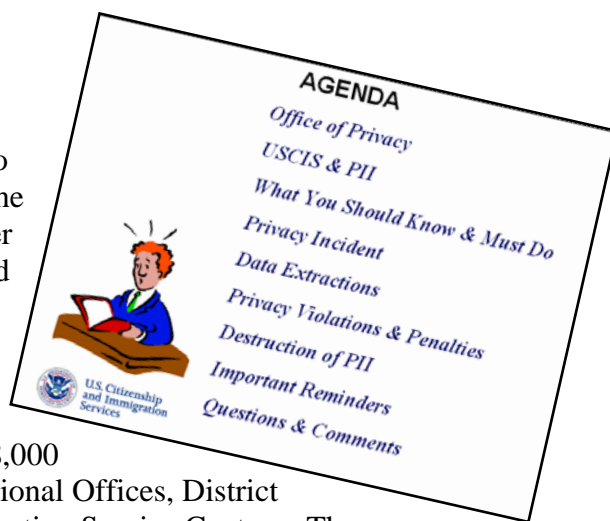 AGENDA
Office of Privacy
USCIS & PII
What You Should Know & Must Do
Privacy Incident
Data Extractions
Privacy Violations & Penalties
Destruction of PII
Important Reminders
Questions & Comments
U.S. Citizenship
and Immigration
Services
,000
ional Offices, District